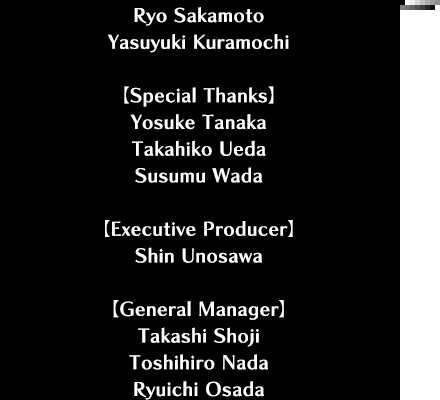 Ryo Sakamoto
Yasuyuki Kuramochi
【Special Thanks】
Yosuke Tanaka
Takahiko Ueda
Susumu Wada
【Executive Producer】
Shin Unosawa
【General Manager】
Takashi Shoji
Toshihiro Nada
Ryuichi Osada